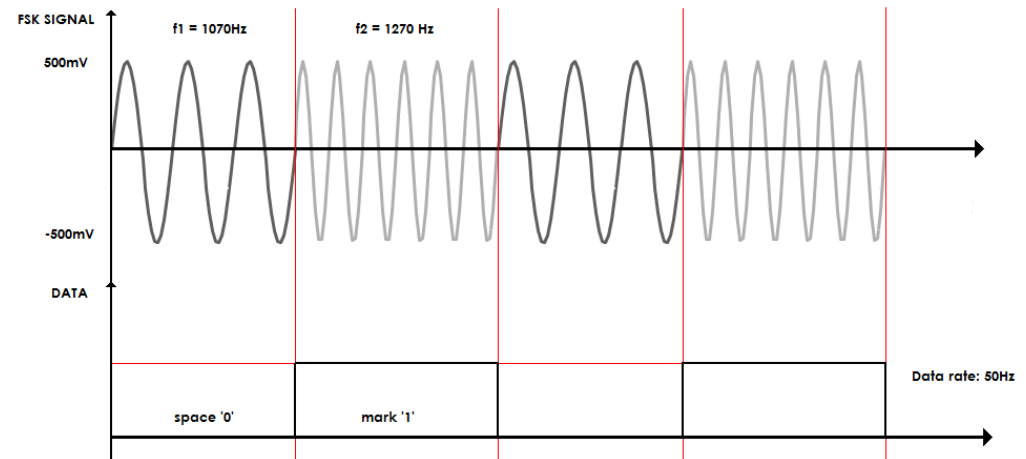 FSK SIGNAL
f1 = 1070Hz
f2 = 1270 Hz
500mV
-500mV
DATA
Data rate: 50Hz
space '0'
mark '1'